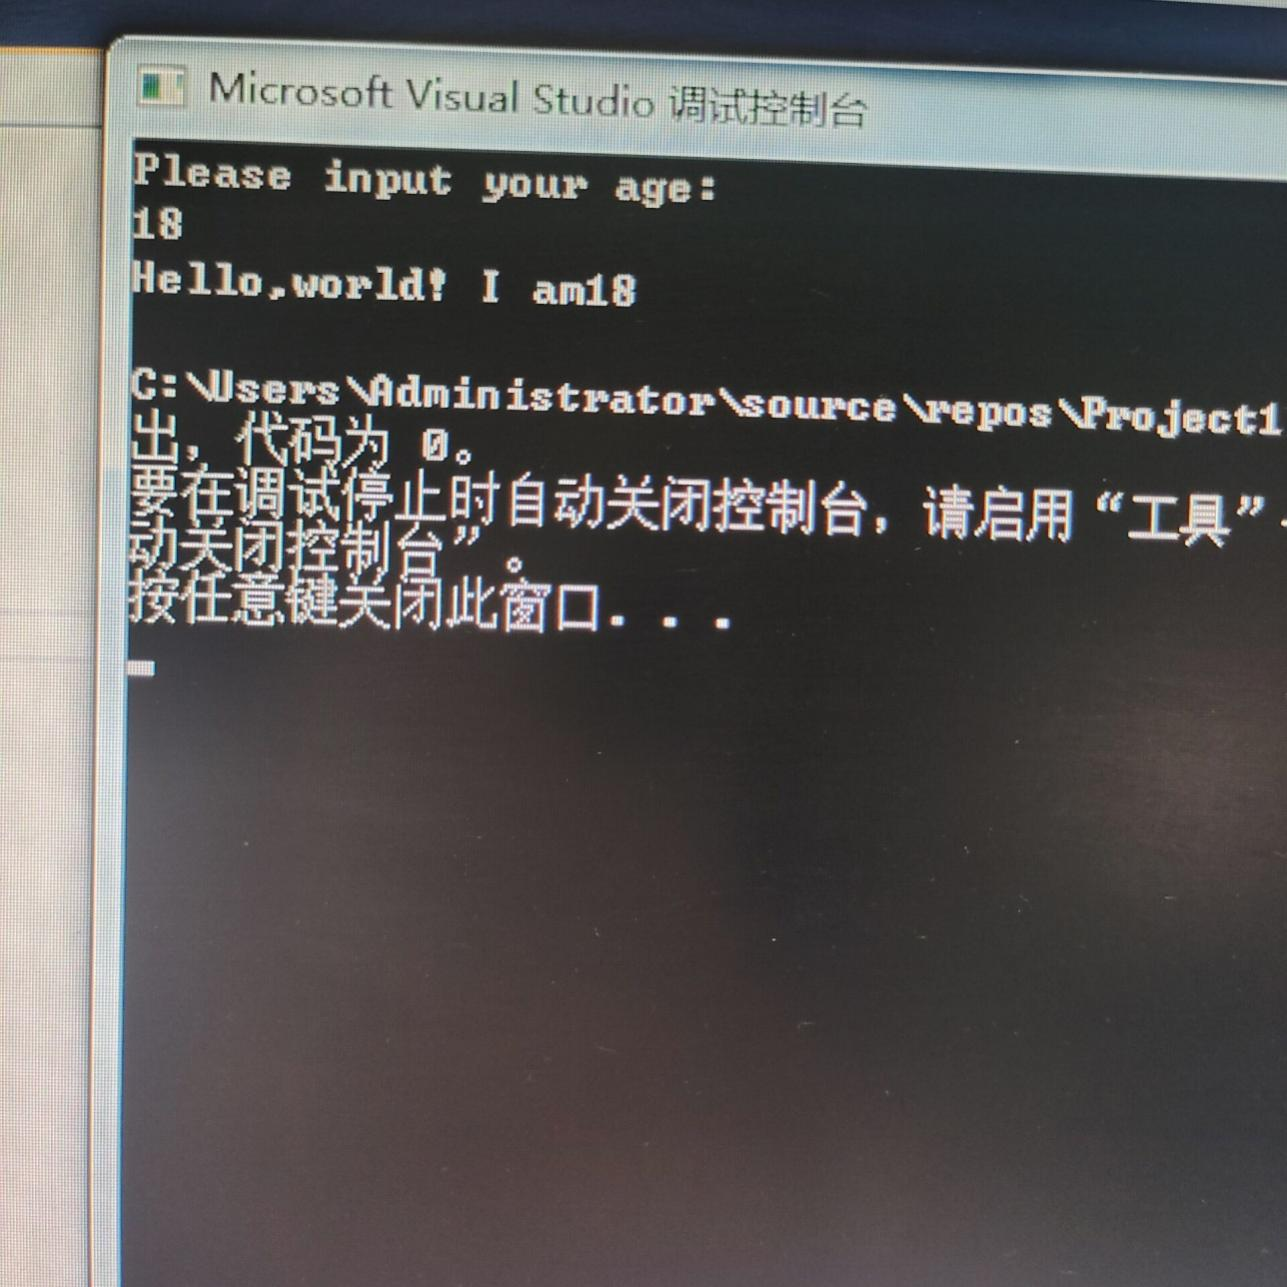 Microsoft Visual Studio 调试控制台
Please input your age:
18
Hello,world! I am18
C:\Users\Administrator\source\repos\Project1
出，代码为 0。
要在调试停止时自动关闭控制台，请启用“工具”
动关闭控制台”。
按任意键关闭此窗口. . .